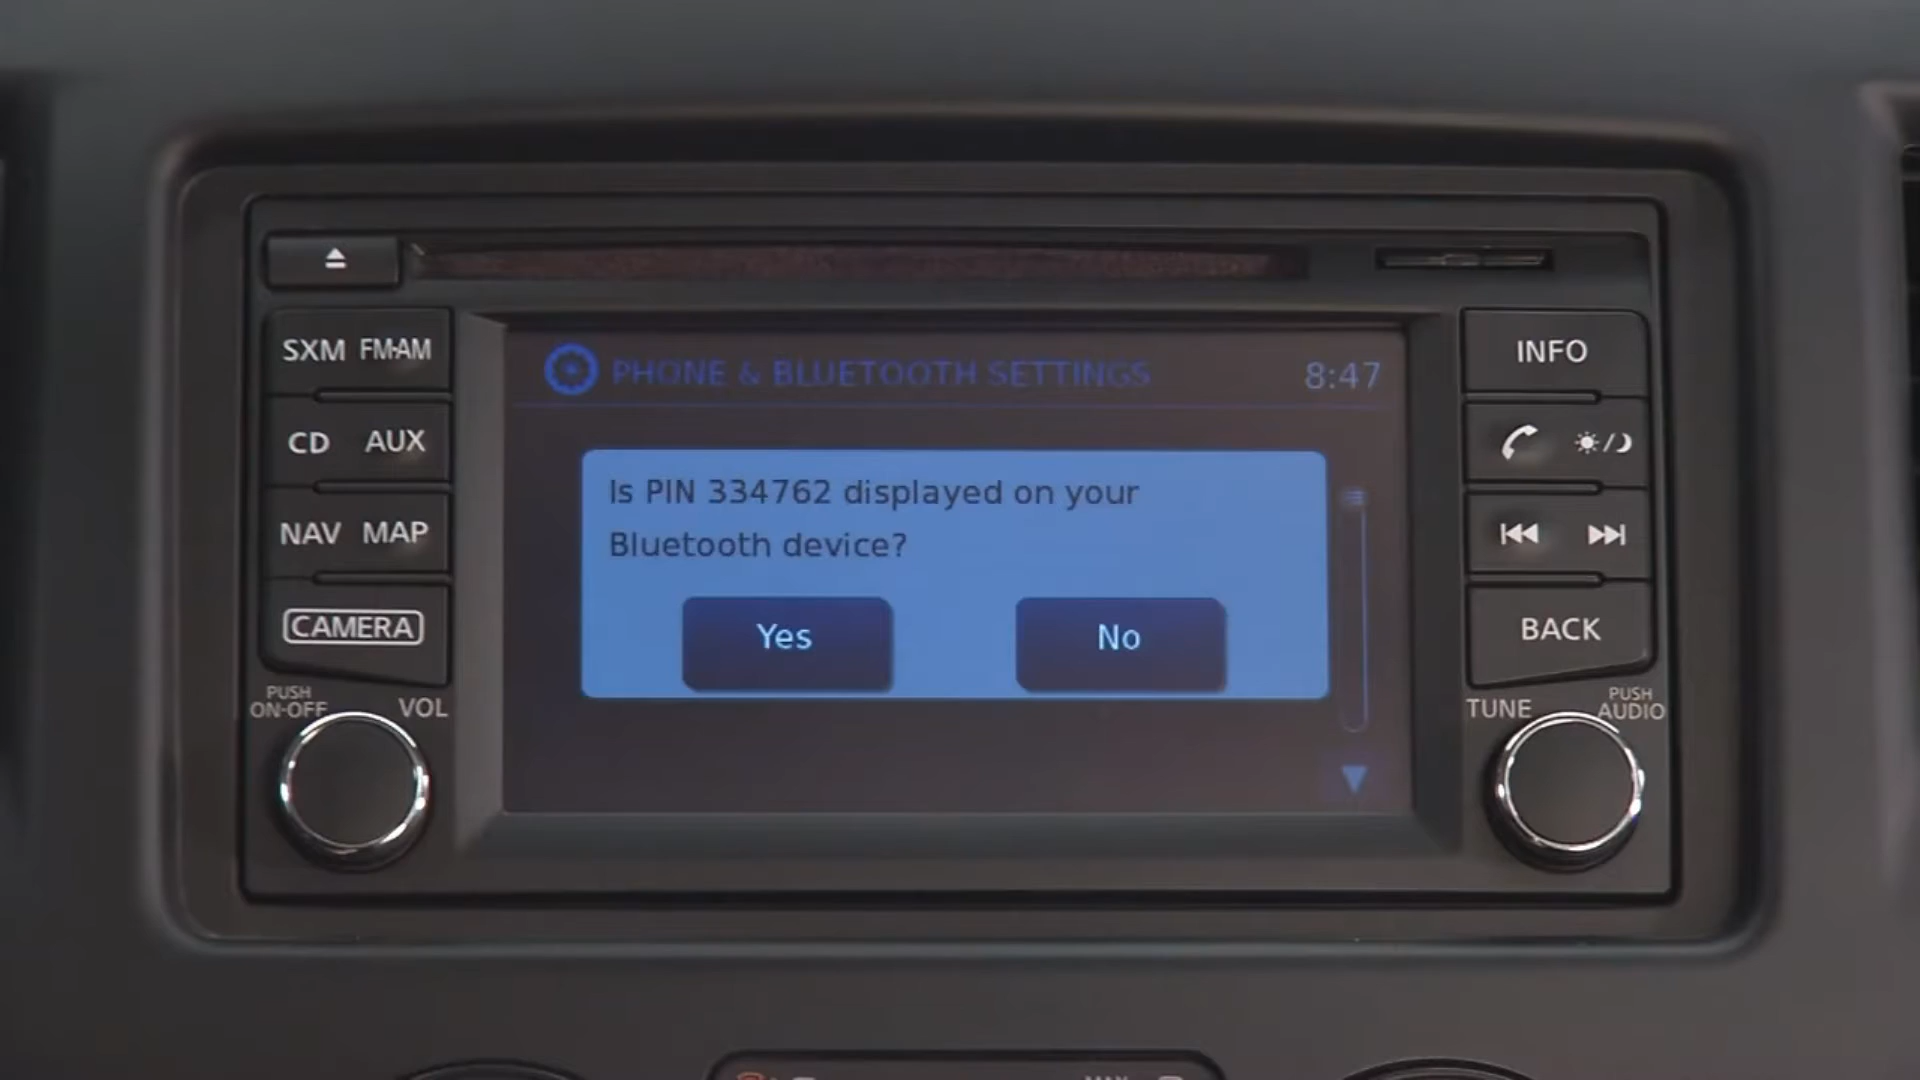 SXM FM·AM
CD AUX
NAV MAP
CAMERA
PUSH
ON·OFF VOL
PHONE & BLUETOOTH SETTINGS 8:47
Is PIN 334762 displayed on your
Bluetooth device?
Yes No
INFO
BACK
TUNE PUSH
AUDIO